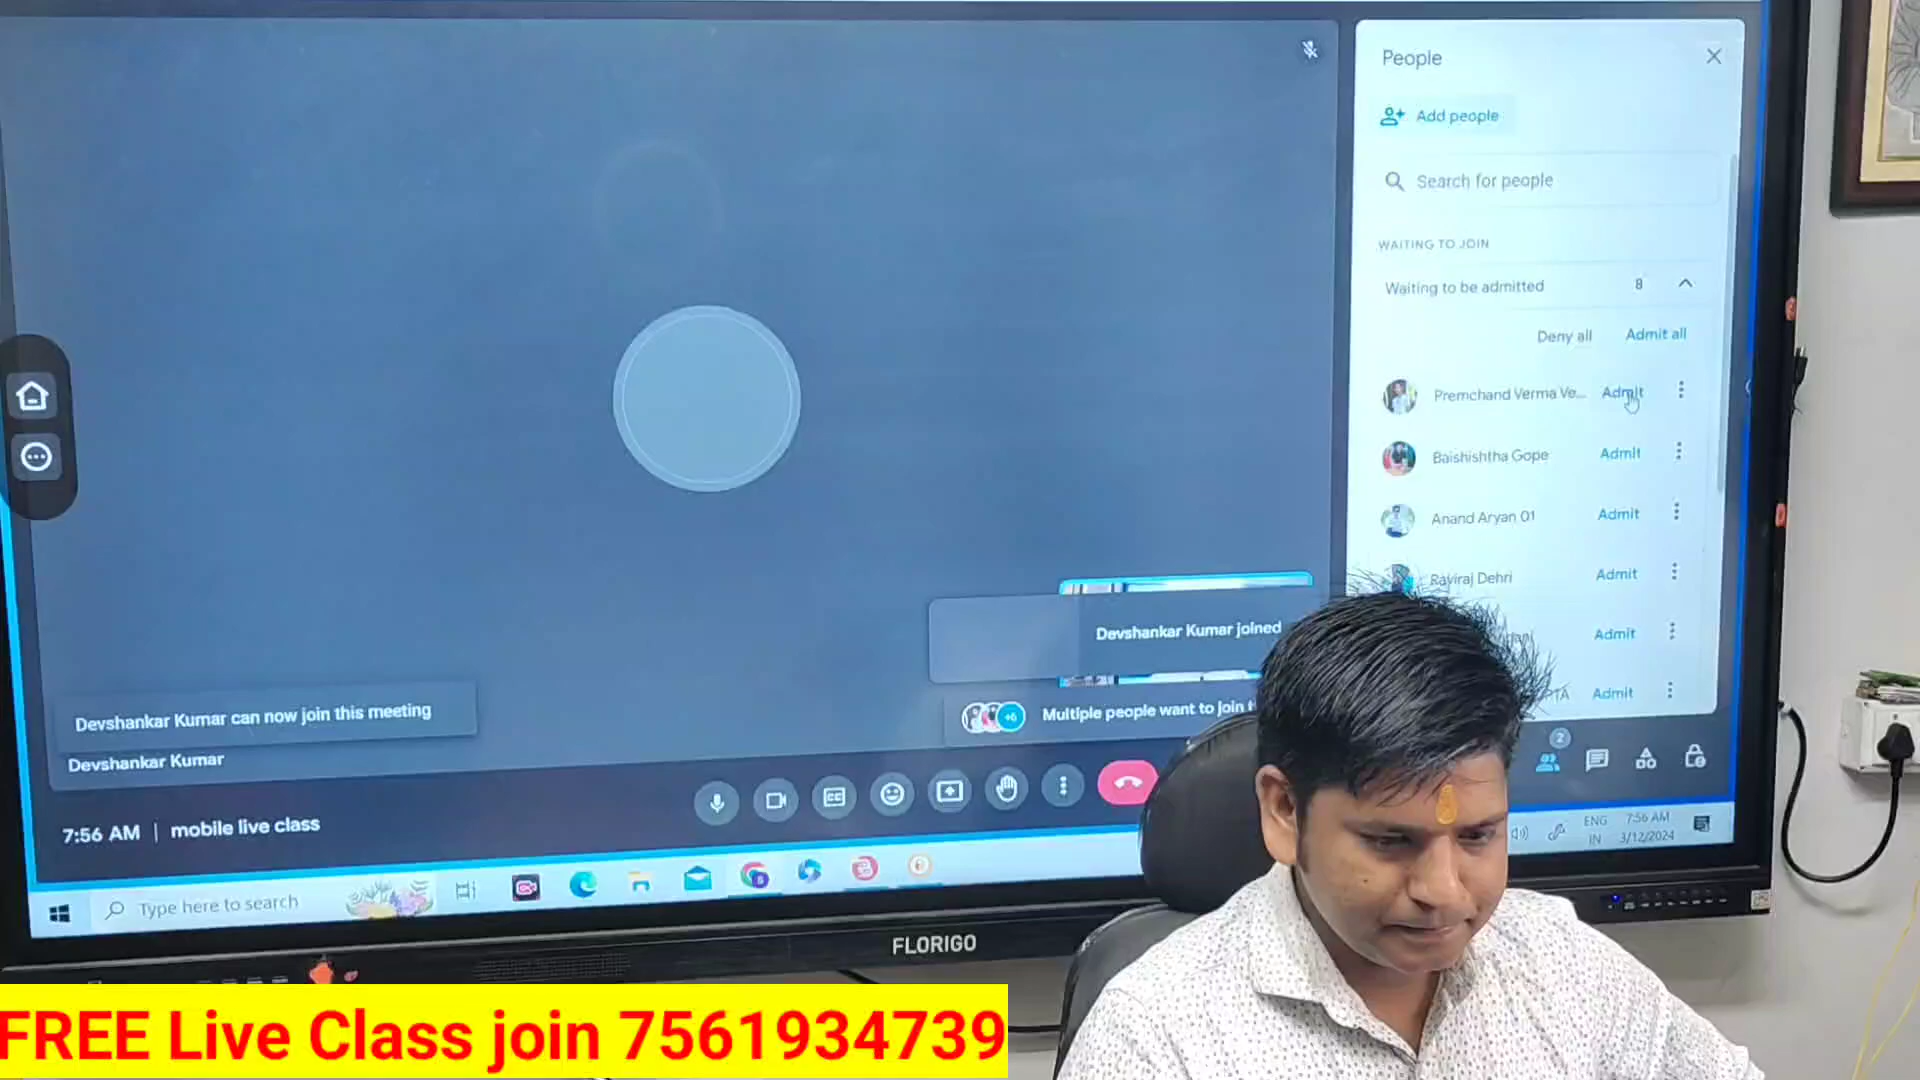 People
Add people
Search for people
WAITING TO JOIN
Waiting to be admitted 8
Deny all Admit all
Premchand Verma Ve... Admit
Baishishtha Gope Admit
Anand Aryan 01 Admit
Raviraj Dehri Admit
Admit
Admit
Devshankar Kumar joined
+6 Multiple people want to join
Devshankar Kumar can now join this meeting
Devshankar Kumar
2
CC
7:56 AM | mobile live class
Type here to search
ENG
IN
7:56 AM
3/12/2024
FLORIGO
FREE Live Class join 7561934739